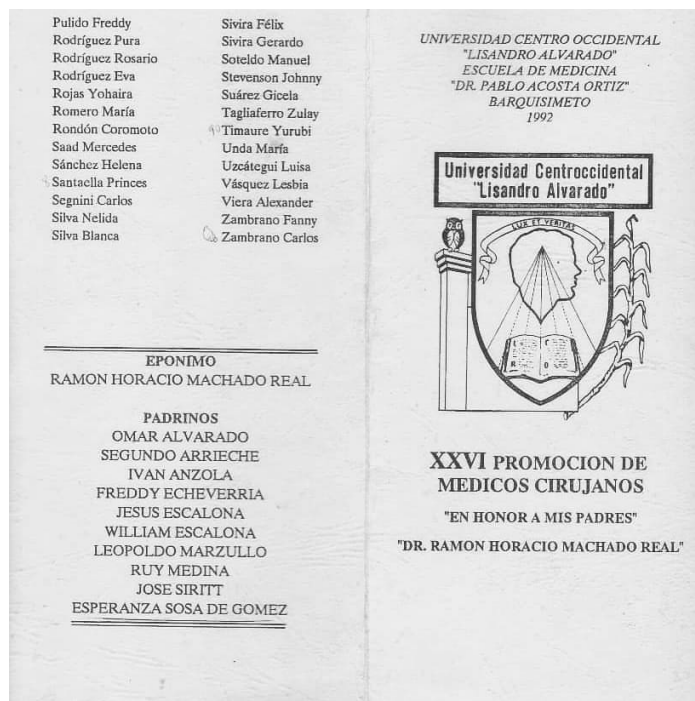 Pulido Freddy
Rodríguez Pura
Rodríguez Rosario
Rodríguez Eva
Rojas Yohaira
Romero María
Rondón Coromoto
Saad Mercedes
Sánchez Helena
Santaella Princes
Segnini Carlos
Silva Nelida
Silva Blanca
Sivira Félix
Sivira Gerardo
Soteldo Manuel
Stevenson Johnny
Suárez Gicela
Tagliaferro Zulay
Timaure Yurubi
Unda María
Uzcátegui Luisa
Vásquez Lesbia
Viera Alexander
Zambrano Fanny
Zambrano Carlos
EPONIMO
RAMON HORACIO MACHADO REAL
PADRINOS
OMAR ALVARADO
SEGUNDO ARRIECHE
IVAN ANZOLA
FREDDY ECHEVERRIA
JESUS ESCALONA
WILLIAM ESCALONA
LEOPOLDO MARZULLO
RUY MEDINA
JOSE SIRITT
ESPERANZA SOSA DE GOMEZ
UNIVERSIDAD CENTRO OCCIDENTAL
"LISANDRO ALVARADO"
ESCUELA DE MEDICINA
"DR. PABLO ACOSTA ORTIZ"
BARQUISIMETO
1992
Universidad Centroccidental
"Lisandro Alvarado"
LUX ET VERITAS
XXVI PROMOCION DE
MEDICOS CIRUJANOS
"EN HONOR A MIS PADRES"
"DR. RAMON HORACIO MACHADO REAL"